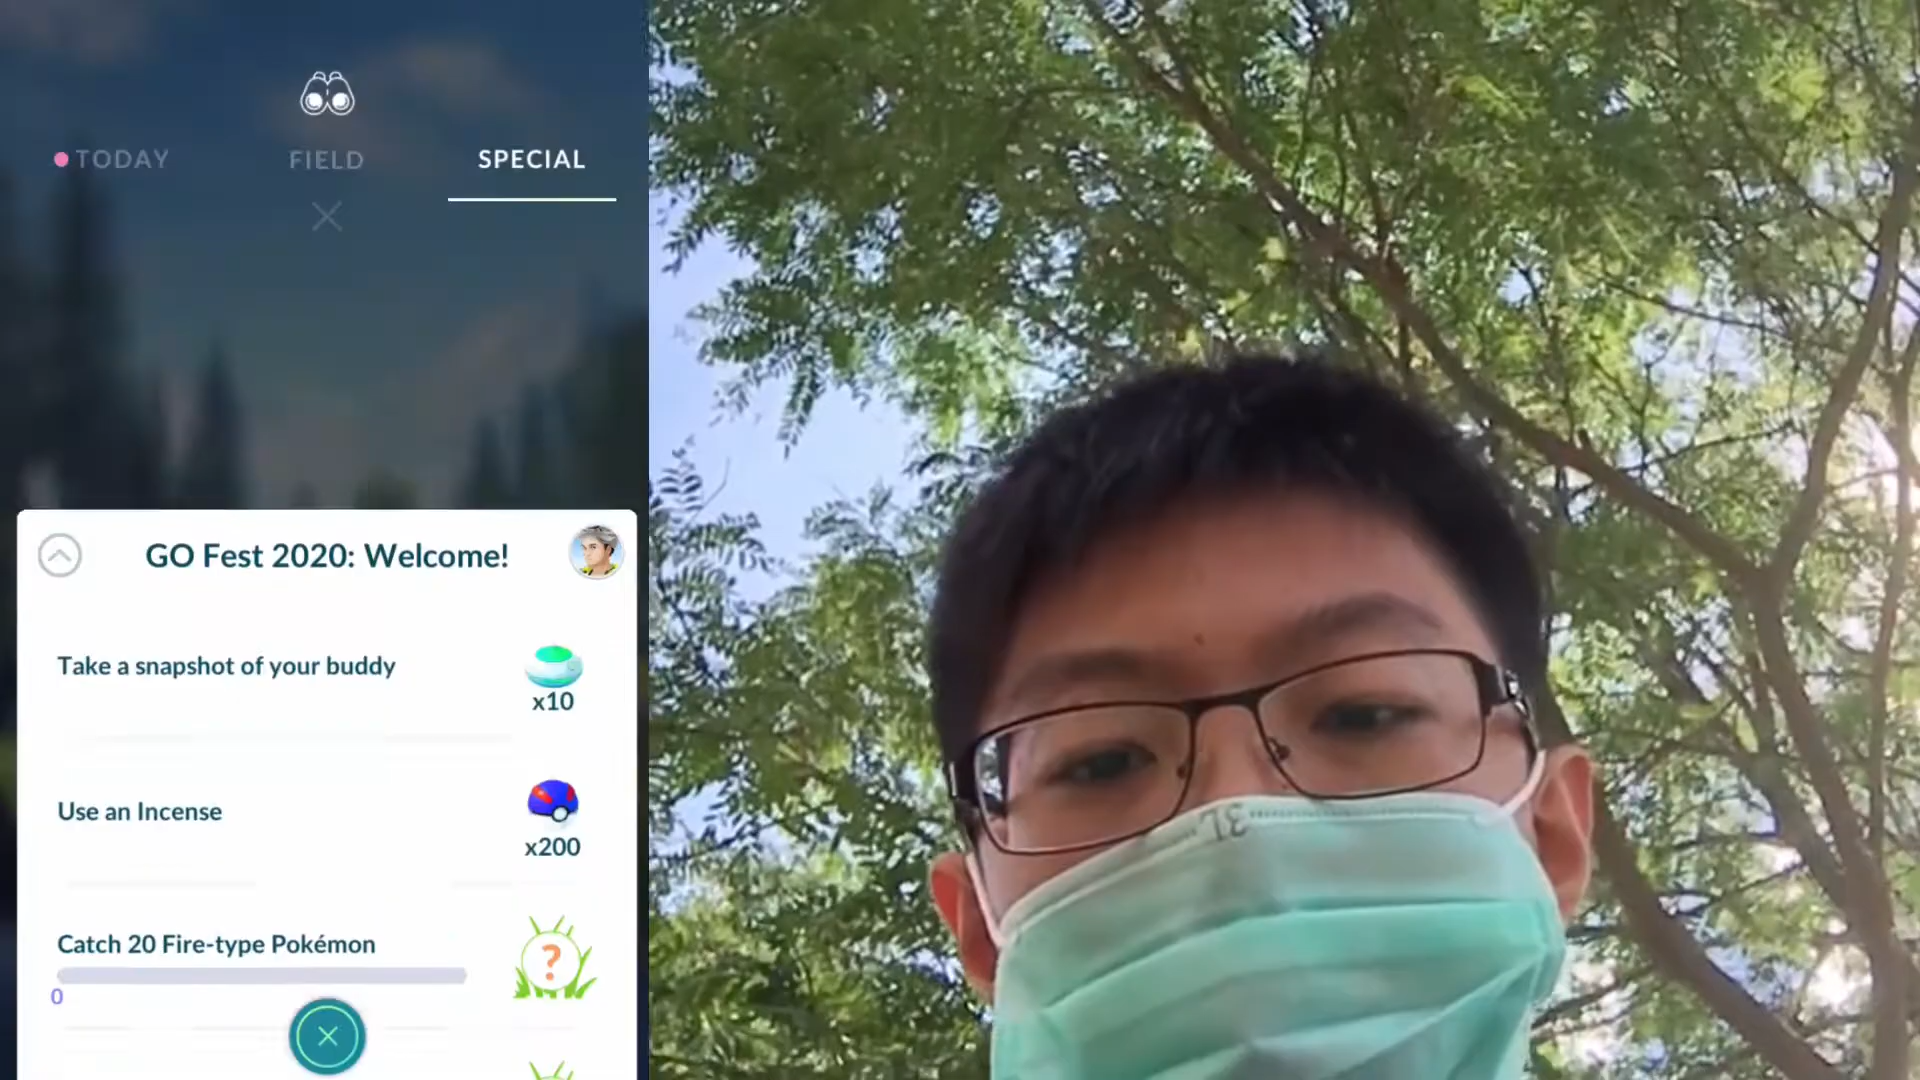 TODAY
FIELD
SPECIAL
GO Fest 2020: Welcome!
Take a snapshot of your buddy
x10
Use an Incense
x200
Catch 20 Fire-type Pokémon
?
0